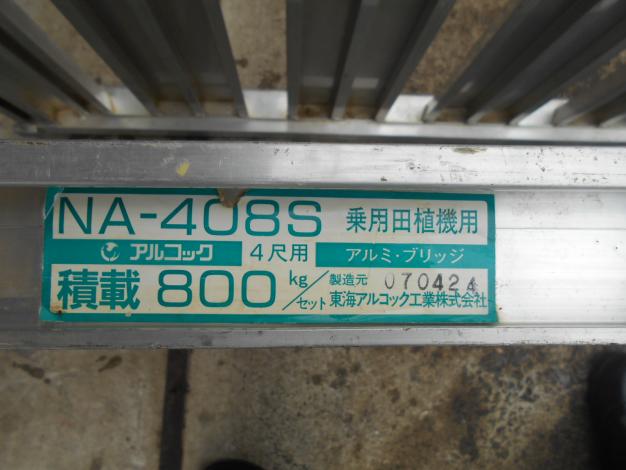 NA-408S 乗用田植機用
アルコック 4尺用 アルミ・ブリッジ
積載 800 kg/セット 製造元 070424
東海アルコック工業株式会社